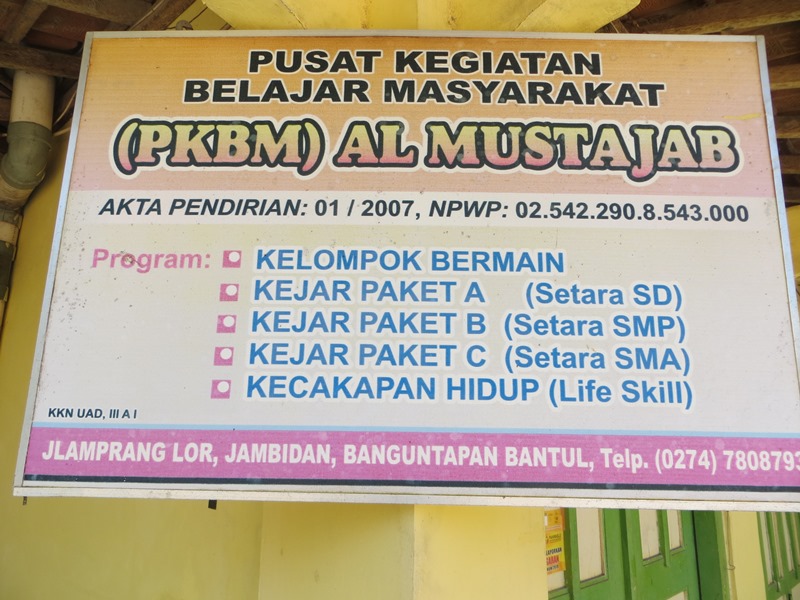 PUSAT KEGIATAN
BELAJAR MASYARAKAT
(PKBM) AL MUSTAJAB
AKTA PENDIRIAN: 01 / 2007, NPWP: 02.542.290.8.543.000
Program: KELOMPOK BERMAIN
KEJAR PAKET A (Setara SD)
KEJAR PAKET B (Setara SMP)
KEJAR PAKET C (Setara SMA)
KECAKAPAN HIDUP (Life Skill)
KKN UAD, III A I
JLAMPRANG LOR, JAMBIDAN, BANGUNTAPAN BANTUL, Telp. (0274) 7808793